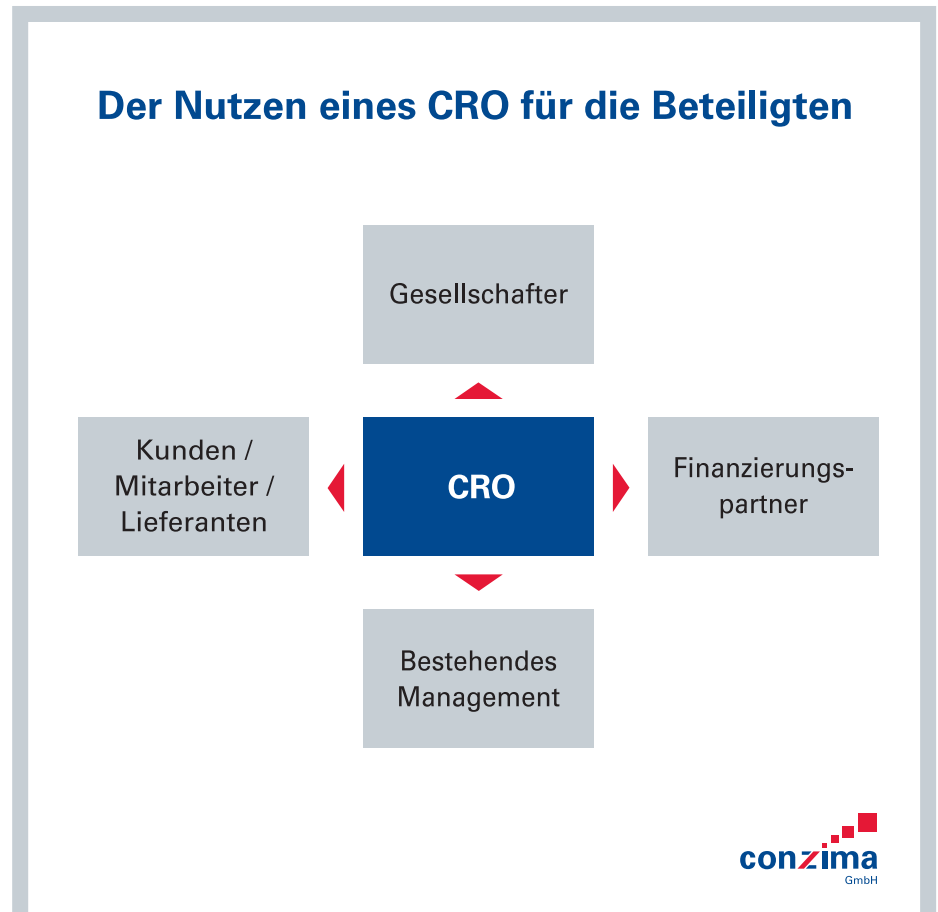 Der Nutzen eines CRO für die Beteiligten
Gesellschafter
Kunden /
Mitarbeiter /
Lieferanten
CRO
Finanzierungs-
partner
Bestehendes
Management
conzima
GmbH